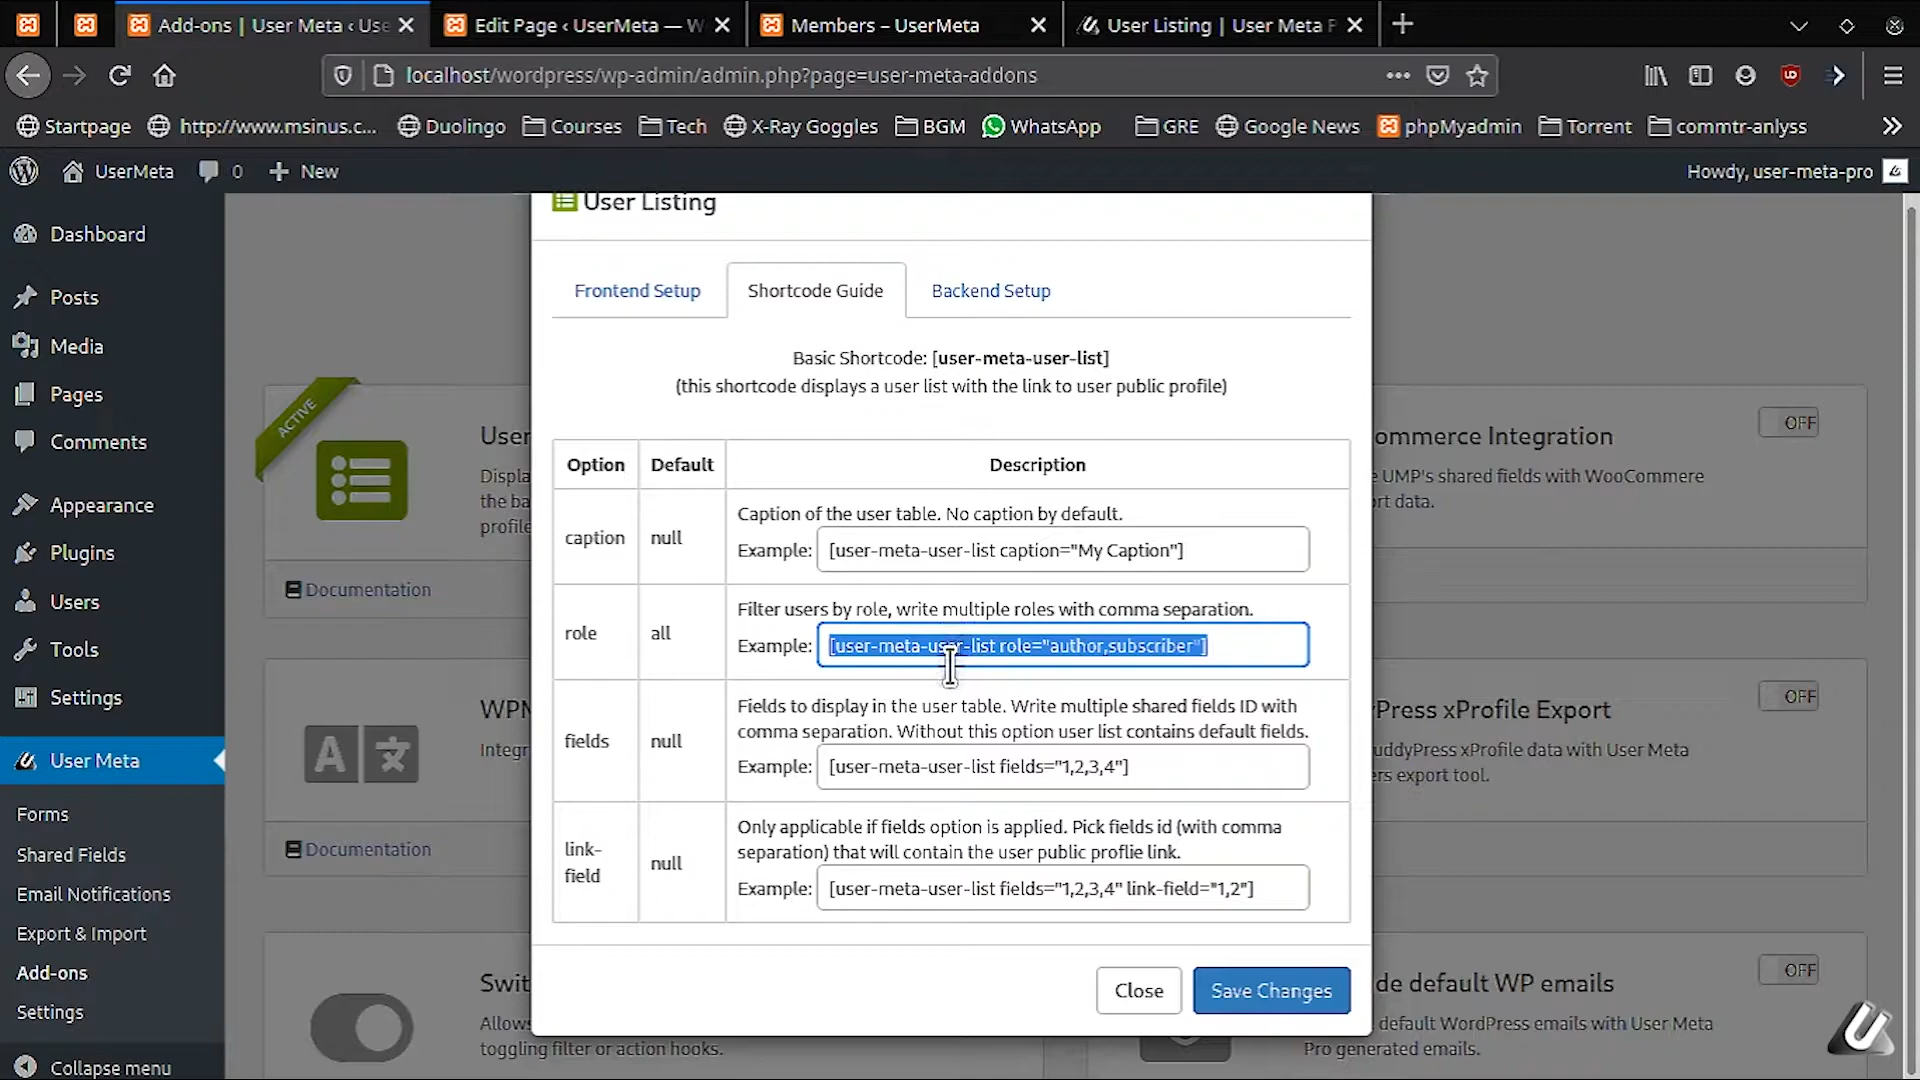 Add-ons | User Meta ‹ Use
Edit Page ‹ UserMeta — W
Members – UserMeta
User Listing | User Meta P
localhost/wordpress/wp-admin/admin.php?page=user-meta-addons
Startpage
http://www.msinus.c...
Duolingo
Courses
Tech
X-Ray Goggles
BGM
WhatsApp
GRE
Google News
phpMyadmin
Torrent
commtr-anlyss
UserMeta
0
New
Howdy, user-meta-pro
Dashboard
Posts
Media
Pages
Comments
Appearance
Plugins
Users
Tools
Settings
User Meta
Forms
Shared Fields
Email Notifications
Export & Import
Add-ons
Settings
Collapse menu
User Listing
Frontend Setup
Shortcode Guide
Backend Setup
Basic Shortcode: [user-meta-user-list]
(this shortcode displays a user list with the link to user public profile)
Option Default Description
caption null
Caption of the user table. No caption by default.
Example: [user-meta-user-list caption="My Caption"]
role all
Filter users by role, write multiple roles with comma separation.
Example: [user-meta-user-list role="author,subscriber"]
fields null
Fields to display in the user table. Write multiple shared fields ID with
comma separation. Without this option user list contains default fields.
Example: [user-meta-user-list fields="1,2,3,4"]
link-
field
null
Only applicable if fields option is applied. Pick fields id (with comma
separation) that will contain the user public proflie link.
Example: [user-meta-user-list fields="1,2,3,4" link-field="1,2"]
Close
Save Changes
ACTIVE
User
Displa
the ba
profile
Documentation
WPM
Integr
Documentation
Swit
Allows
toggling filter or action hooks.
ommerce Integration
OFF
e UMP's shared fields with WooCommere
rt data.
yPress xProfile Export
OFF
uddyPress xProfile data with User Meta
ers export tool.
de default WP emails
OFF
default WordPress emails with User Meta
Pro generated emails.